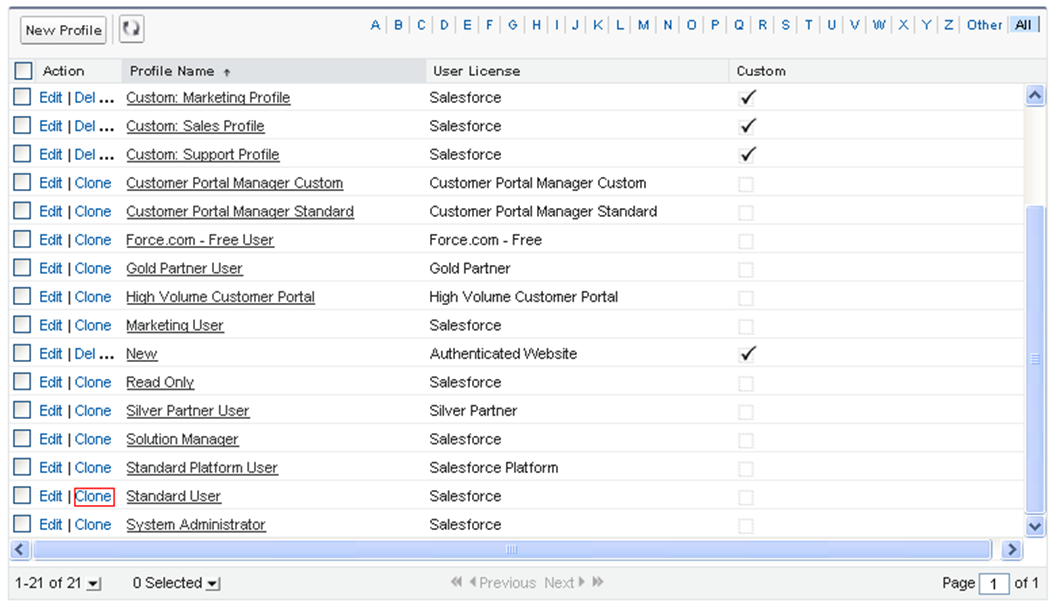 New Profile A B C D E F G H I J K L M N O P Q R S T U V W X Y Z Other All
Action Profile Name User License Custom
Edit | Del ... Custom: Marketing Profile Salesforce
Edit | Del ... Custom: Sales Profile Salesforce
Edit | Del ... Custom: Support Profile Salesforce
Edit | Clone Customer Portal Manager Custom Customer Portal Manager Custom
Edit | Clone Customer Portal Manager Standard Customer Portal Manager Standard
Edit | Clone Force.com - Free User Force.com - Free
Edit | Clone Gold Partner User Gold Partner
Edit | Clone High Volume Customer Portal High Volume Customer Portal
Edit | Clone Marketing User Salesforce
Edit | Del ... New Authenticated Website
Edit | Clone Read Only Salesforce
Edit | Clone Silver Partner User Silver Partner
Edit | Clone Solution Manager Salesforce
Edit | Clone Standard Platform User Salesforce Platform
Edit | Clone Standard User Salesforce
Edit | Clone System Administrator Salesforce
1-21 of 21 0 Selected Previous Next Page 1 of 1